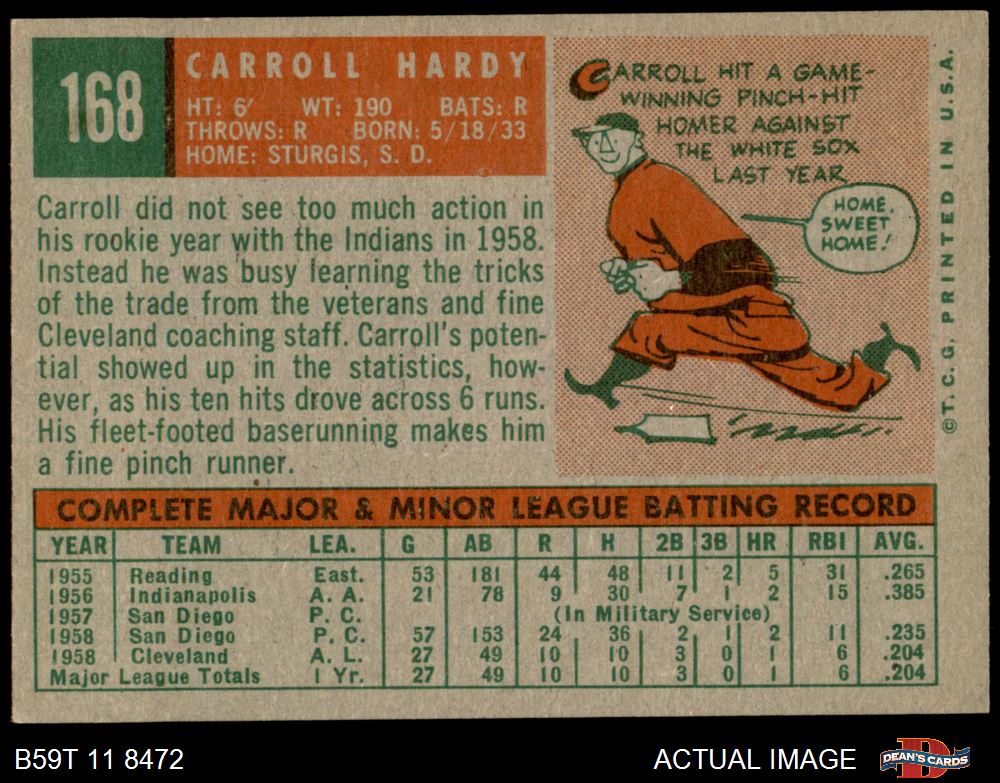 168
CARROLL HARDY
HT: 6' WT: 190 BATS: R
THROWS: R BORN: 5/18/33
HOME: STURGIS, S. D.
Carroll did not see too much action in
his rookie year with the Indians in 1958.
Instead he was busy learning the tricks
of the trade from the veterans and fine
Cleveland coaching staff. Carroll's poten-
tial showed up in the statistics, how-
ever, as his ten hits drove across 6 runs.
His fleet-footed baserunning makes him
a fine pinch runner.
CARROLL HIT A GAME-
WINNING PINCH-HIT
HOMER AGAINST
THE WHITE SOX
LAST YEAR
HOME,
SWEET
HOME!
©T. C. G. PRINTED IN U.S.A.
COMPLETE MAJOR & MINOR LEAGUE BATTING RECORD
YEAR TEAM LEA. G AB R H 2B 3B HR RBI AVG.
1955 Reading East. 53 181 44 48 11 2 5 31 .265
1956 Indianapolis A. A. 21 78 9 30 7 1 2 15 .385
1957 San Diego P. C. (In Military Service)
1958 San Diego P. C. 57 153 24 36 2 1 2 11 .235
1958 Cleveland A. L. 27 49 10 10 3 0 1 6 .204
Major League Totals 1 Yr. 27 49 10 10 3 0 1 6 .204
B59T 11 8472
ACTUAL IMAGE
DEAN'S CARDS